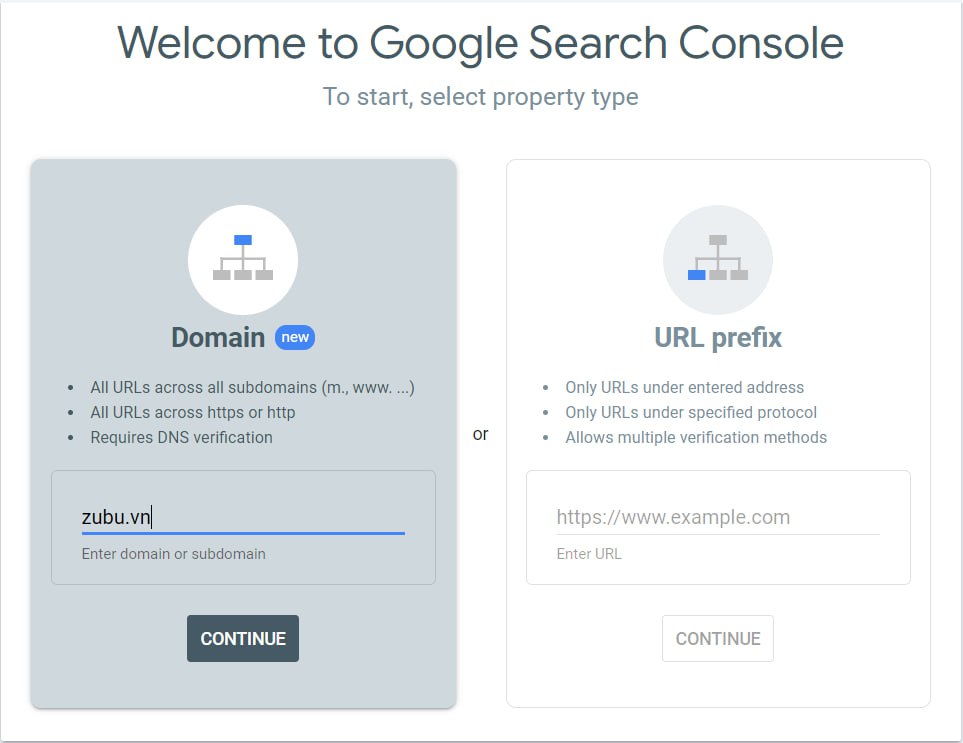 Welcome to Google Search Console
To start, select property type
Domain new
All URLs across all subdomains (m., www. ...)
All URLs across https or http
Requires DNS verification
zubu.vn
Enter domain or subdomain
CONTINUE
or
URL prefix
Only URLs under entered address
Only URLs under specified protocol
Allows multiple verification methods
https://www.example.com
Enter URL
CONTINUE